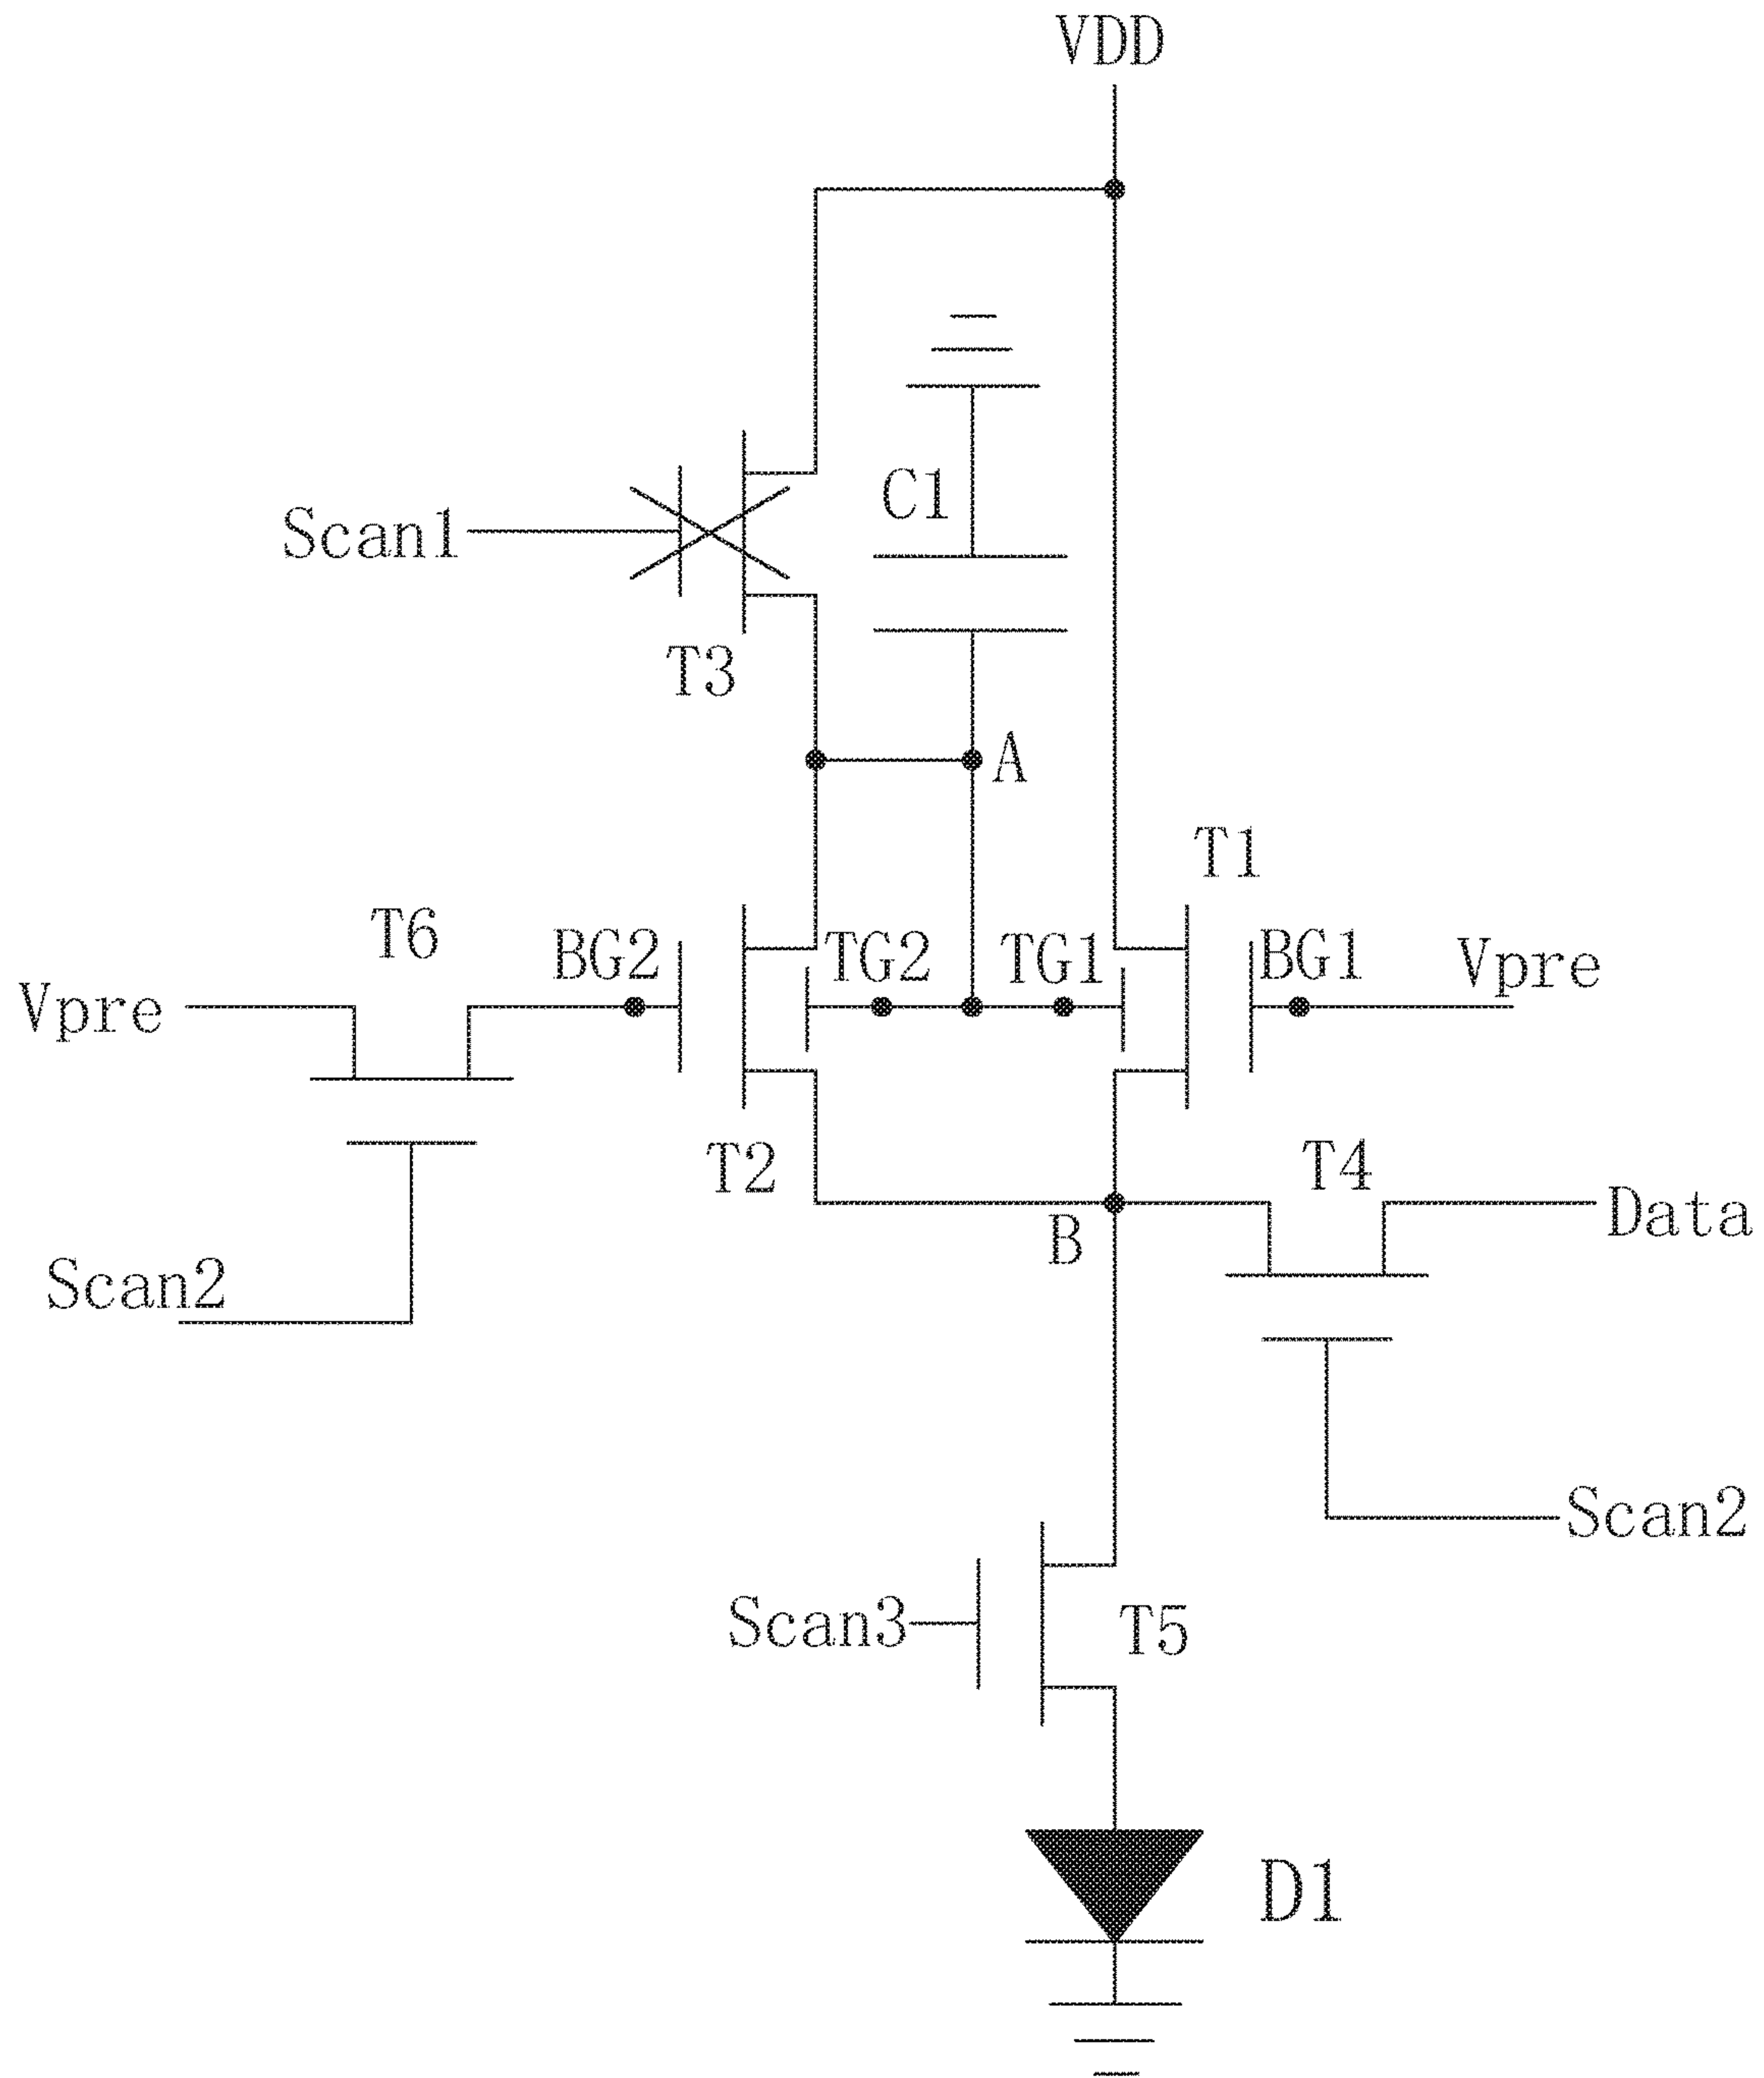 VDD
C1
Scan1
T3
A
T1
T6
BG2
TG2
TG1
BG1
Vpre
Vpre
T2
T4
B
Data
Scan2
Scan2
Scan3
T5
D1